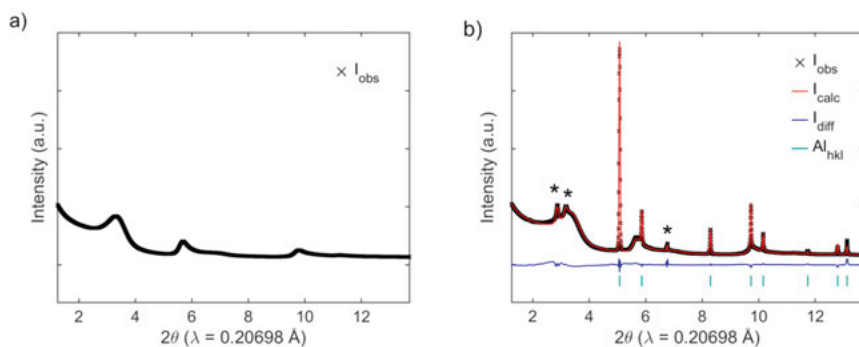 a)
× I_obs
Intensity (a.u.)
2 4 6 8 10 12
2θ (λ = 0.20698 Å)
b)
× I_obs
I_calc
I_diff
Al_hkl
* * *
Intensity (a.u.)
2 4 6 8 10 12
2θ (λ = 0.20698 Å)